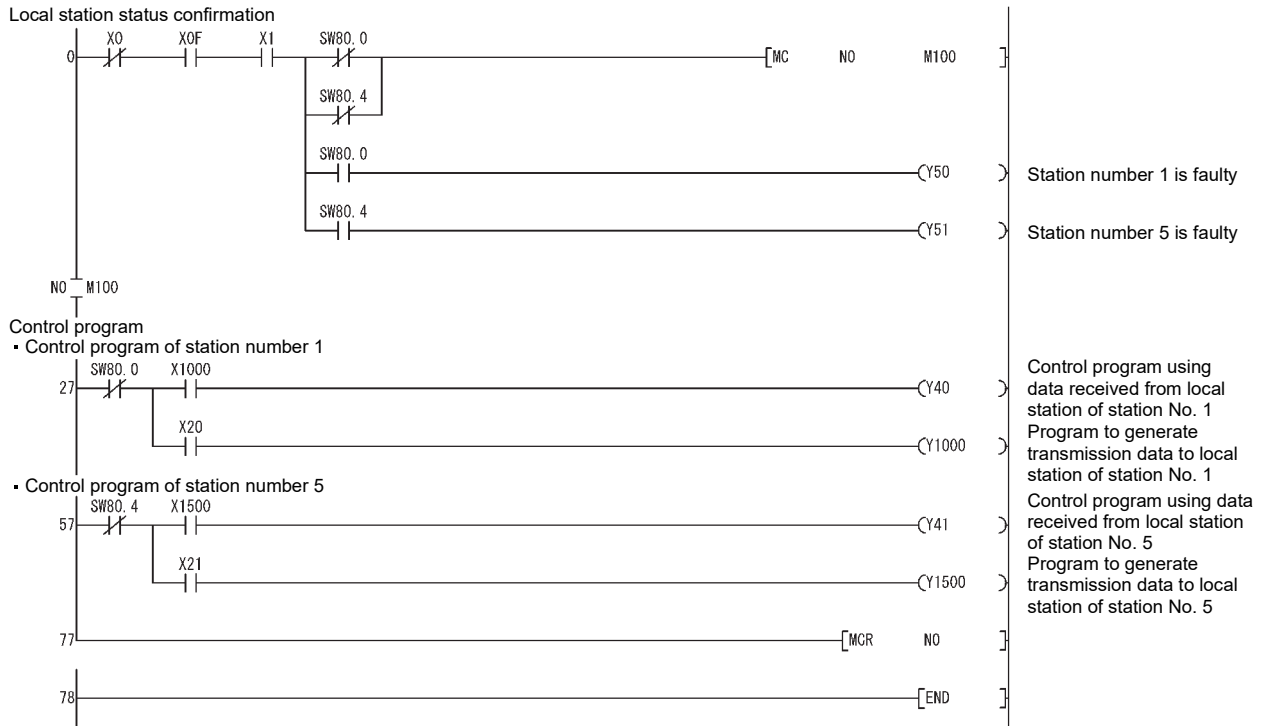 Local station status confirmation
X0 X0F X1 SW80.0
0 [MC N0 M100 ]
SW80.4
SW80.0
(Y50 ) Station number 1 is faulty
SW80.4
(Y51 ) Station number 5 is faulty
N0 M100
Control program
▪ Control program of station number 1
SW80.0 X1000
27 (Y40 )
Control program using
data received from local
station of station No. 1
X20
(Y1000 )
Program to generate
transmission data to local
station of station No. 1
▪ Control program of station number 5
SW80.4 X1500
57 (Y41 )
Control program using data
received from local station
of station No. 5
X21
(Y1500 )
Program to generate
transmission data to local
station of station No. 5
77 [MCR N0 ]
78 [END ]